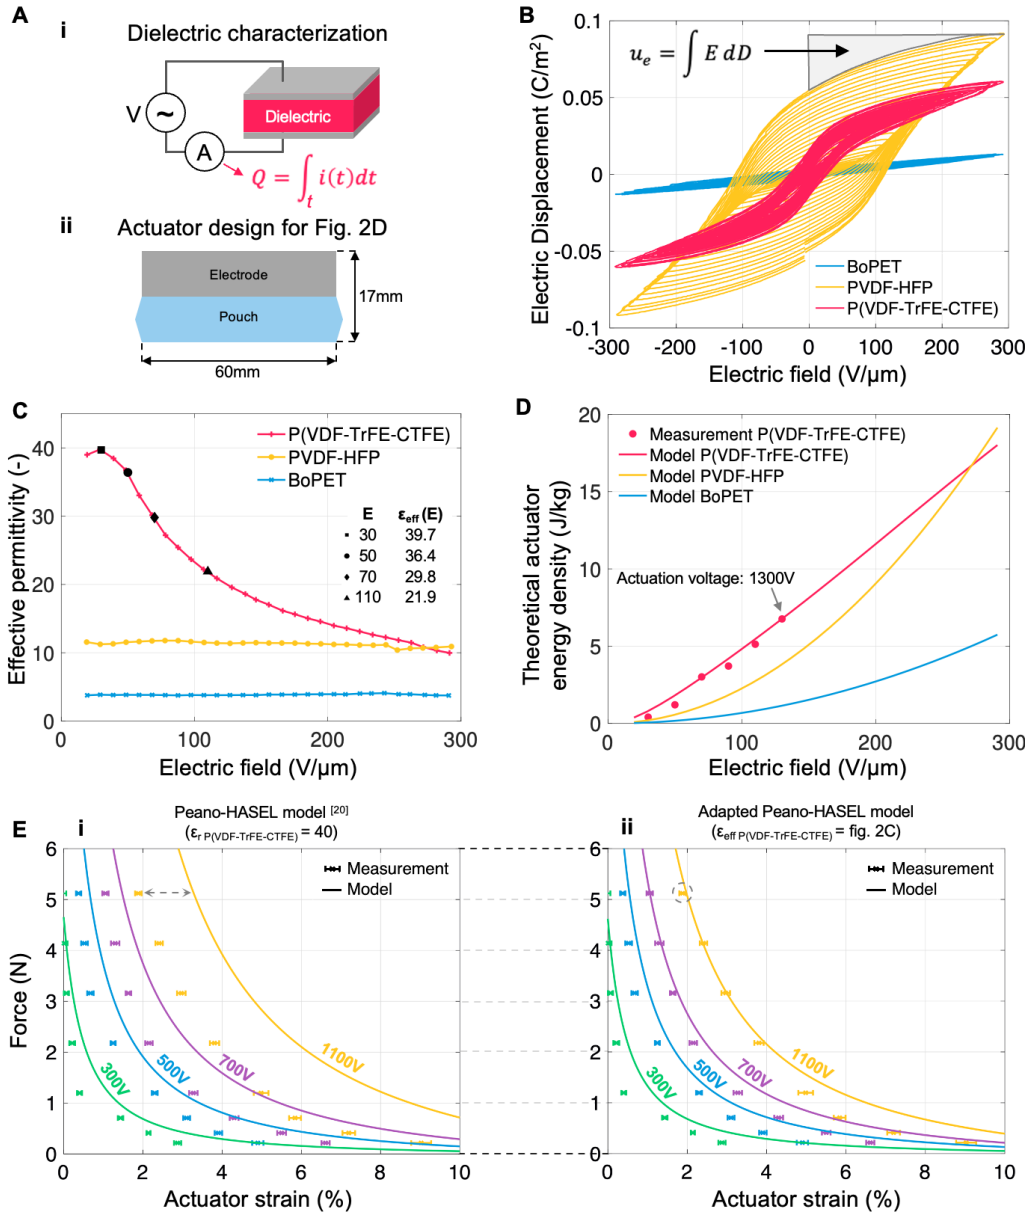 A
i
Dielectric characterization
V
~
Dielectric
A
Q = ∫t i(t)dt
ii
Actuator design for Fig. 2D
Electrode
Pouch
17mm
60mm
B
Electric Displacement (C/m²)
0.1
0.05
0
-0.05
-0.1
uₑ = ∫ E dD
BoPET
PVDF-HFP
P(VDF-TrFE-CTFE)
-300 -200 -100 0 100 200 300
Electric field (V/μm)
C
Effective permittivity (-)
40
30
20
10
0
P(VDF-TrFE-CTFE)
PVDF-HFP
BoPET
E εeff(E)
30 39.7
50 36.4
70 29.8
110 21.9
0 100 200 300
Electric field (V/μm)
D
Theoretical actuator
energy density (J/kg)
20
15
10
5
0
Measurement P(VDF-TrFE-CTFE)
Model P(VDF-TrFE-CTFE)
Model PVDF-HFP
Model BoPET
Actuation voltage: 1300V
0 100 200 300
Electric field (V/μm)
E
i
Peano-HASEL model [20]
(εr P(VDF-TrFE-CTFE) = 40)
Force (N)
6
5
4
3
2
1
0
Measurement
Model
300V
500V
700V
1100V
0 2 4 6 8 10
Actuator strain (%)
ii
Adapted Peano-HASEL model
(εeff P(VDF-TrFE-CTFE) = fig. 2C)
6
5
4
3
2
1
0
Measurement
Model
300V
500V
700V
1100V
0 2 4 6 8 10
Actuator strain (%)